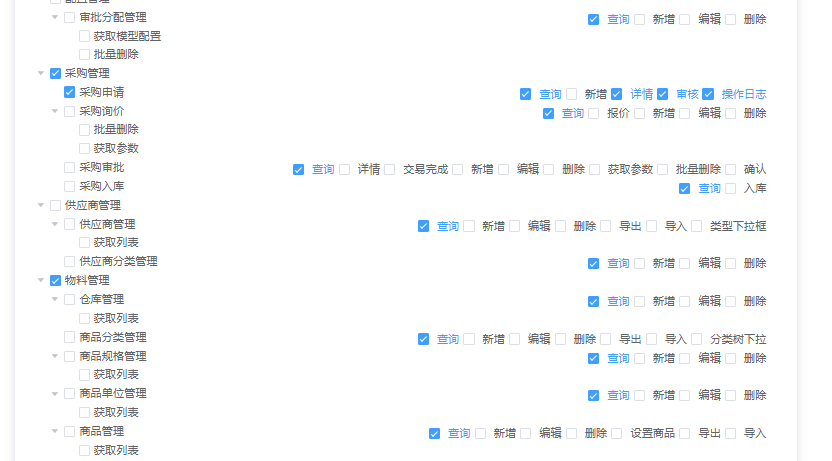 配置管理
审批分配管理 查询 新增 编辑 删除
获取模型配置
批量删除
采购管理
采购申请 查询 新增 详情 审核 操作日志
采购询价 查询 报价 新增 编辑 删除
批量删除
获取参数
采购审批 查询 详情 交易完成 新增 编辑 删除 获取参数 批量删除 确认
采购入库 查询 入库
供应商管理
供应商管理 查询 新增 编辑 删除 导出 导入 类型下拉框
获取列表
供应商分类管理 查询 新增 编辑 删除
物料管理
仓库管理 查询 新增 编辑 删除
获取列表
商品分类管理 查询 新增 编辑 删除 导出 导入 分类树下拉
商品规格管理 查询 新增 编辑 删除
获取列表
商品单位管理 查询 新增 编辑 删除
获取列表
商品管理 查询 新增 编辑 删除 设置商品 导出 导入
获取列表